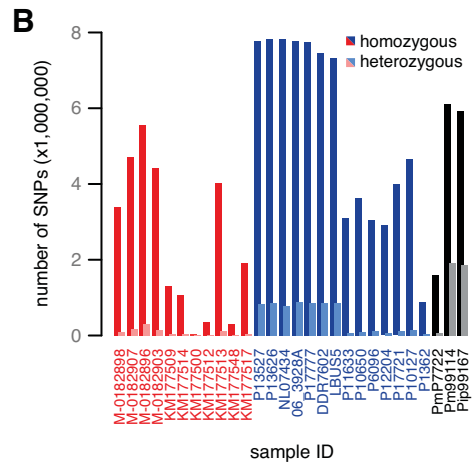 B
homozygous
heterozygous
number of SNPs (x1,000,000)
8
6
4
2
0
M-0182898
M-0182907
M-0182896
M-0182903
KM177509
KM177510
KM177500
KM177512
KM177513
KM177548
KM177517
P13527
P13626
NL07434
06_3928A
P17777
DDR7602
LBUS5
P11633
P10650
P6096
P12204
P17721
P10127
P1362
PmP7722
Pm99114
Pip99167
sample ID